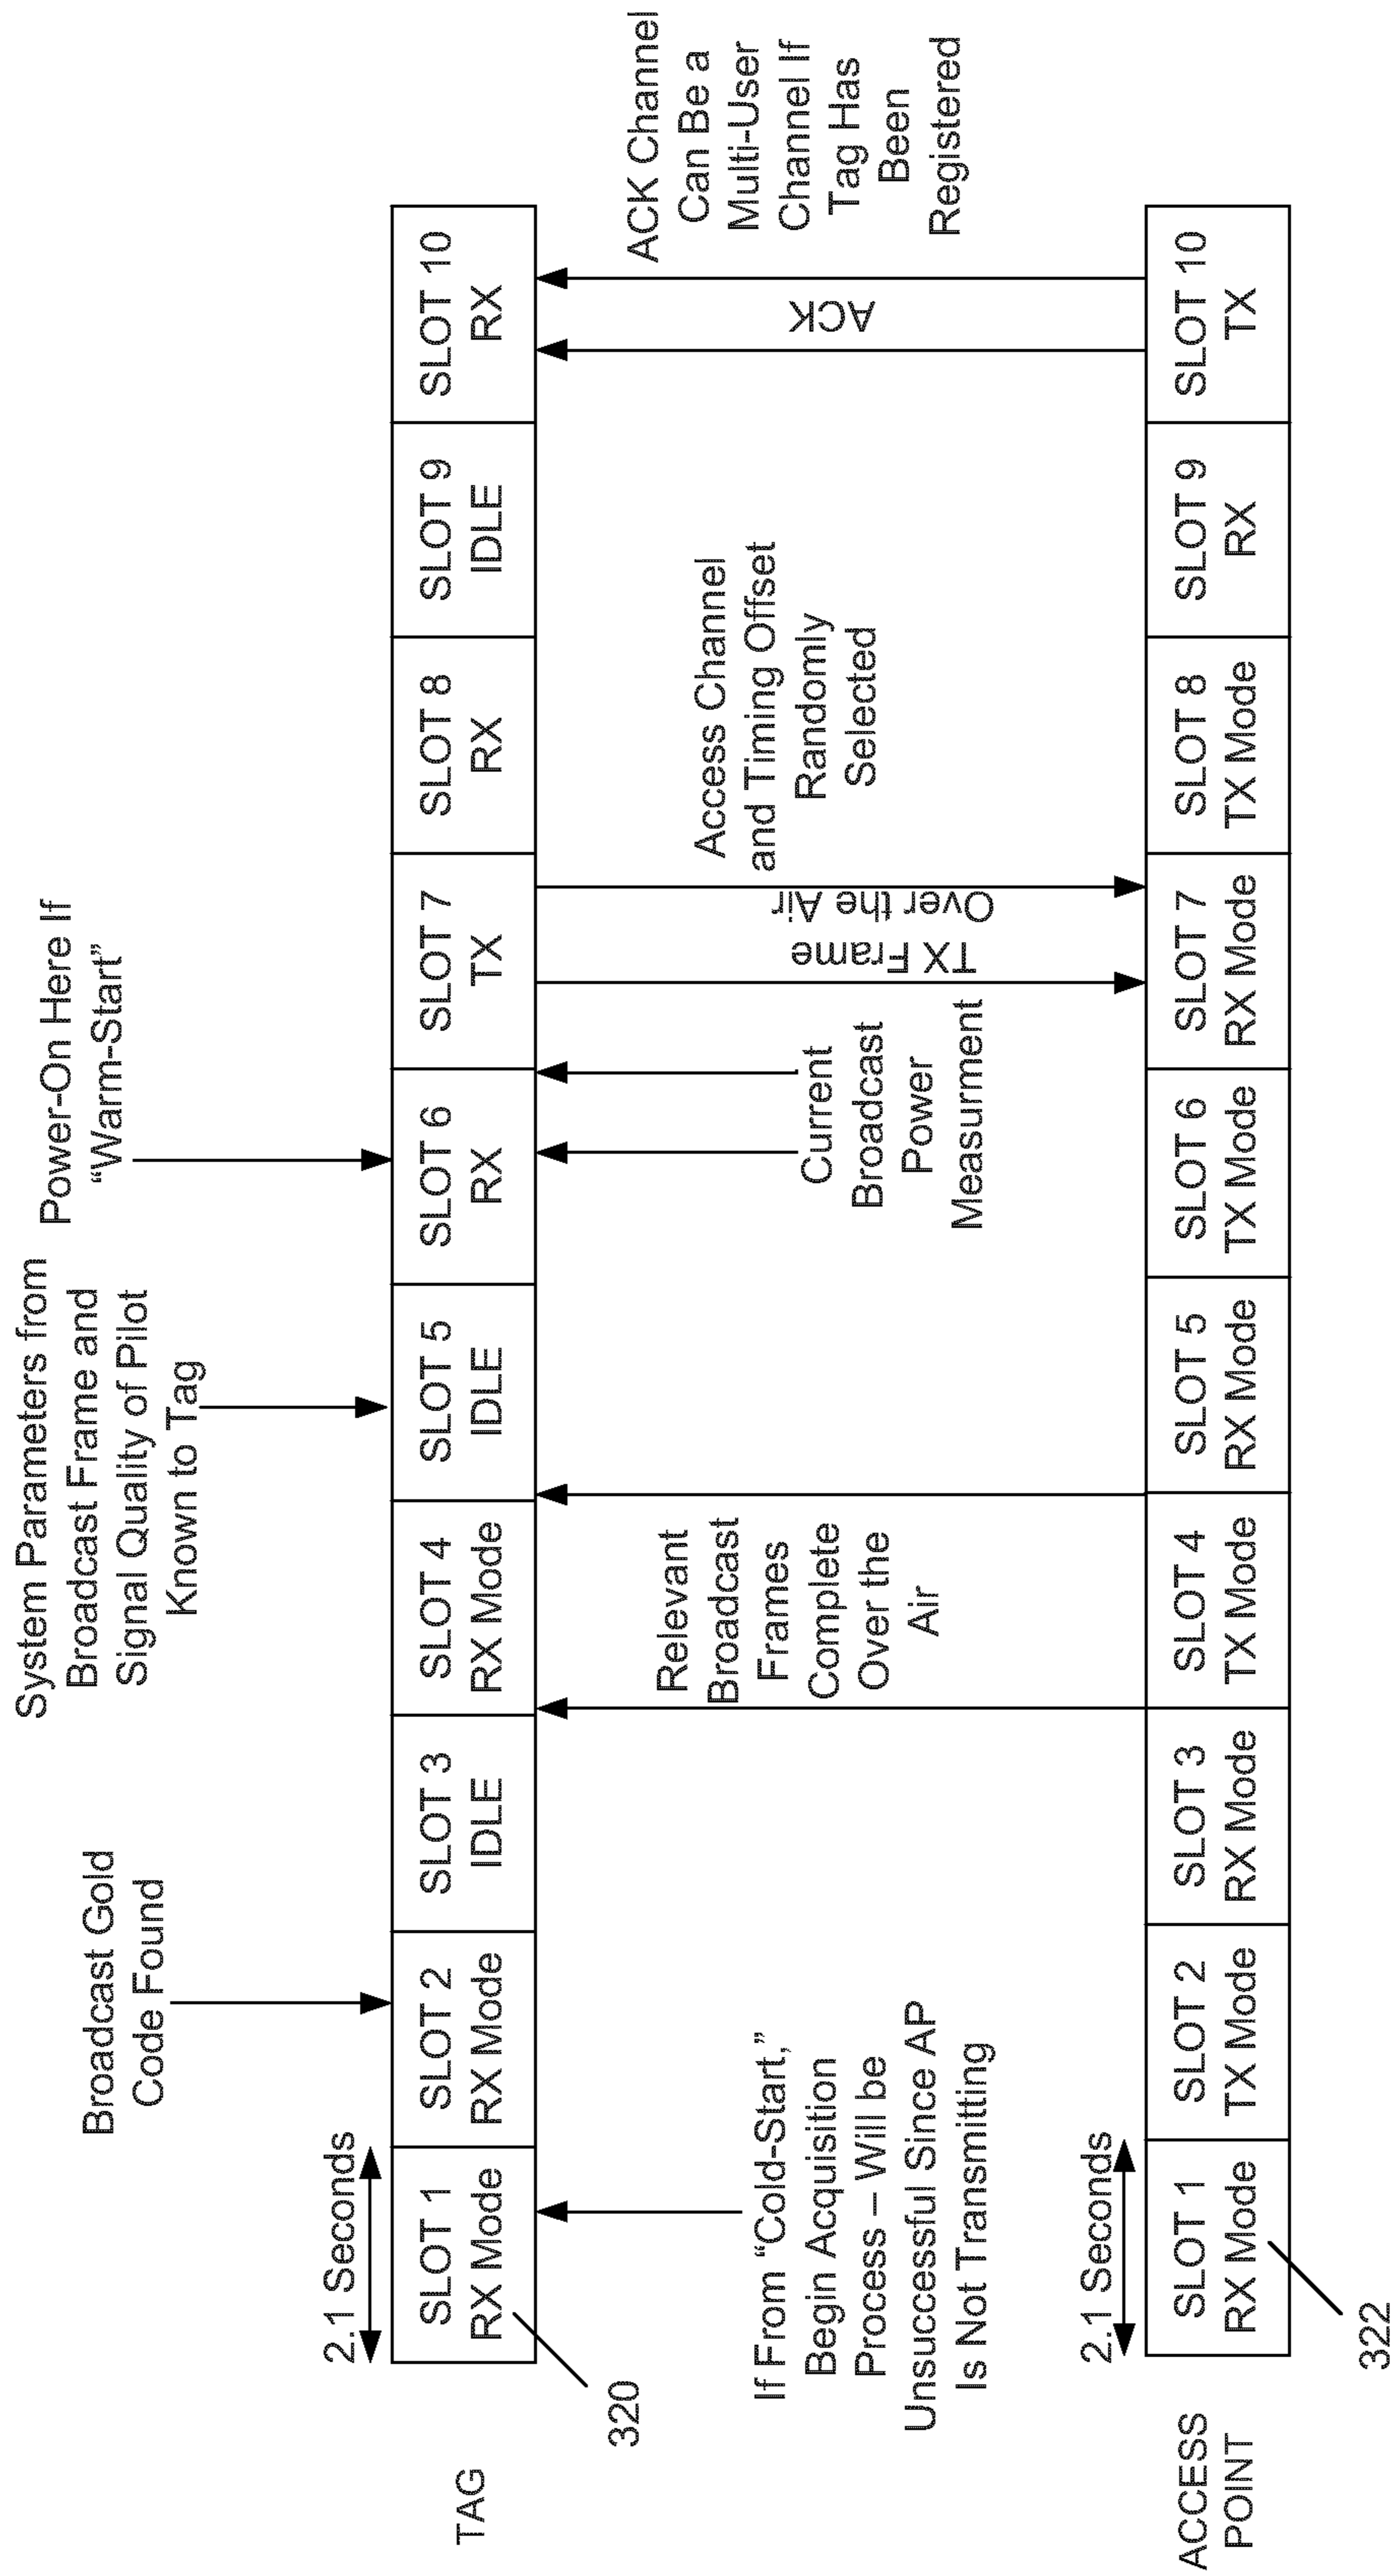 System Parameters from
Broadcast Frame and
Signal Quality of Pilot
Known to Tag
Power-On Here If
“Warm-Start”
Broadcast Gold
Code Found
2.1 Seconds
TAG
SLOT 1
RX Mode
SLOT 2
RX Mode
SLOT 3
IDLE
SLOT 4
RX Mode
SLOT 5
IDLE
SLOT 6
RX
SLOT 7
TX
SLOT 8
RX
SLOT 9
IDLE
SLOT 10
RX
320
If From “Cold-Start,”
Begin Acquisition
Process – Will be
Unsuccessful Since AP
Is Not Transmitting
Relevant
Broadcast
Frames
Complete
Over the
Air
Current
Broadcast
Power
Measurment
TX Frame
Over the Air
Access Channel
and Timing Offset
Randomly
Selected
ACK
ACK Channel
Can Be a
Multi-User
Channel If
Tag Has
Been
Registered
2.1 Seconds
ACCESS
POINT
SLOT 1
RX Mode
SLOT 2
TX Mode
SLOT 3
RX Mode
SLOT 4
TX Mode
SLOT 5
RX Mode
SLOT 6
TX Mode
SLOT 7
RX Mode
SLOT 8
TX Mode
SLOT 9
RX
SLOT 10
TX
322